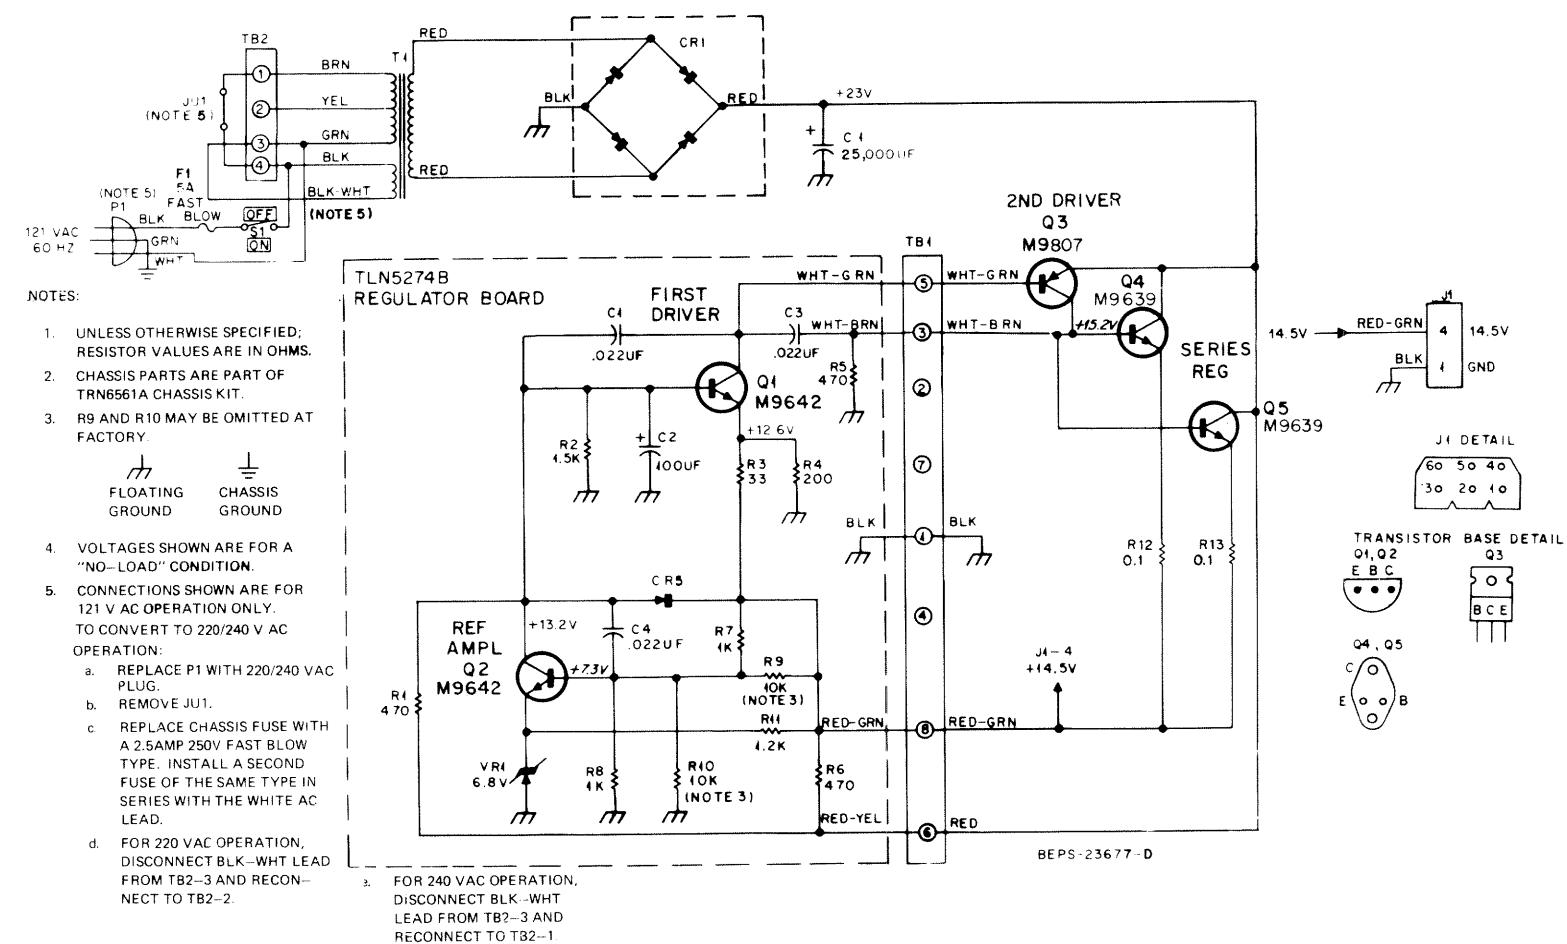 TB2
1
2
3
4
BRN
YEL
GRN
BLK
BLK-WHT
(NOTE 5)
JU1
(NOTE 5)
T1
RED
RED
BLK
CR1
RED
+23V
+
C1
25,000UF
F1
5A
FAST
BLOW
(NOTE 5)
P1
BLK
GRN
WHT
121 VAC
60 HZ
OFF
S1
ON
NOTES:
1. UNLESS OTHERWISE SPECIFIED;
RESISTOR VALUES ARE IN OHMS.
2. CHASSIS PARTS ARE PART OF
TRN6561A CHASSIS KIT.
3. R9 AND R10 MAY BE OMITTED AT
FACTORY.
FLOATING
GROUND
CHASSIS
GROUND
4. VOLTAGES SHOWN ARE FOR A
"NO-LOAD" CONDITION.
5. CONNECTIONS SHOWN ARE FOR
121 V AC OPERATION ONLY.
TO CONVERT TO 220/240 V AC
OPERATION:
a. REPLACE P1 WITH 220/240 VAC
PLUG.
b. REMOVE JU1.
c REPLACE CHASSIS FUSE WITH
A 2.5AMP 250V FAST BLOW
TYPE. INSTALL A SECOND
FUSE OF THE SAME TYPE IN
SERIES WITH THE WHITE AC
LEAD.
d. FOR 220 VAC OPERATION,
DISCONNECT BLK-WHT LEAD
FROM TB2-3 AND RECON-
NECT TO TB2-2.
e. FOR 240 VAC OPERATION,
DISCONNECT BLK-WHT
LEAD FROM TB2-3 AND
RECONNECT TO TB2-1
TLN5274B
REGULATOR BOARD
FIRST
DRIVER
C1
.022UF
C3
.022UF
WHT-GRN
WHT-BRN
R5
470
Q1
M9642
R2
1.5K
+
C2
100UF
+12.6V
R3
33
R4
200
BLK
CR5
+13.2V
C4
.022UF
R7
1K
REF
AMPL
Q2
M9642
+7.3V
R9
10K
(NOTE 3)
R1
470
R11
1.2K
RED-GRN
VR1
6.8V
R8
1K
R10
10K
(NOTE 3)
R6
470
RED-YEL
TB1
5
3
2
7
1
4
8
6
WHT-GRN
WHT-BRN
BLK
RED-GRN
RED
2ND DRIVER
Q3
M9807
Q4
M9639
+15.2V
SERIES
REG
Q5
M9639
R12
0.1
R13
0.1
J1-4
+14.5V
BEPS-23677-D
J1
14.5V
RED-GRN
4
14.5V
BLK
1
GND
J1 DETAIL
6 5 4
3 2 1
TRANSISTOR BASE DETAIL
Q1, Q2
E B C
Q3
B C E
Q4, Q5
C
E
B